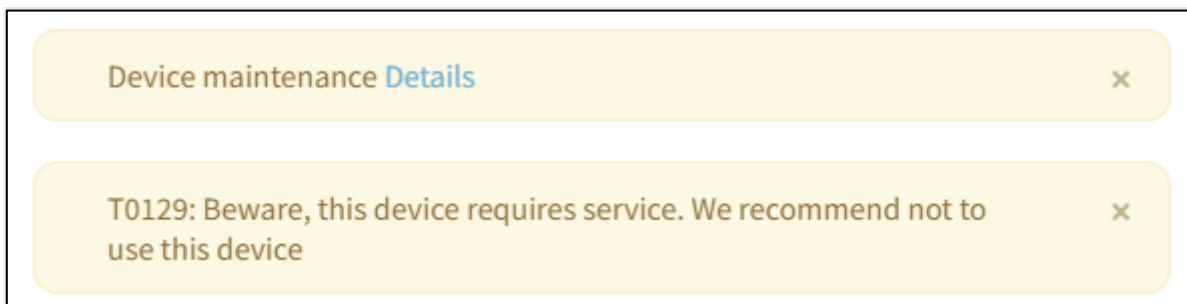 Device maintenance Details
×
T0129: Beware, this device requires service. We recommend not to
×
use this device